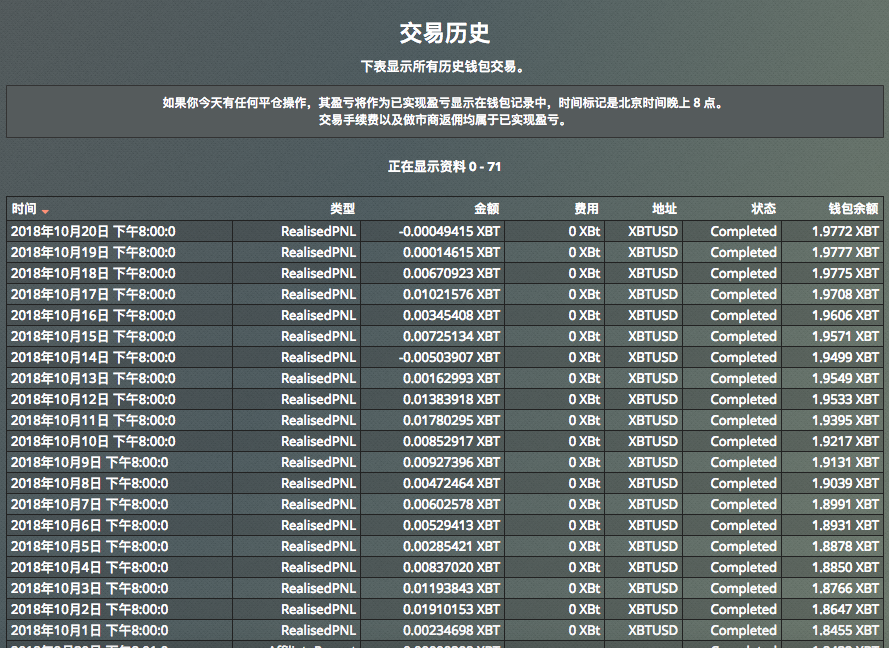 交易历史
下表显示所有历史钱包交易。
如果你今天有任何平仓操作，其盈亏将作为已实现盈亏显示在钱包记录中，时间标记是北京时间晚上 8 点。
交易手续费以及做市商返佣均属于已实现盈亏。
正在显示资料 0 - 71
时间 类型 金额 费用 地址 状态 钱包余额
2018年10月20日 下午8:00:0 RealisedPNL -0.00049415 XBT 0 XBt XBTUSD Completed 1.9772 XBT
2018年10月19日 下午8:00:0 RealisedPNL 0.00014615 XBT 0 XBt XBTUSD Completed 1.9777 XBT
2018年10月18日 下午8:00:0 RealisedPNL 0.00670923 XBT 0 XBt XBTUSD Completed 1.9775 XBT
2018年10月17日 下午8:00:0 RealisedPNL 0.01021576 XBT 0 XBt XBTUSD Completed 1.9708 XBT
2018年10月16日 下午8:00:0 RealisedPNL 0.00345408 XBT 0 XBt XBTUSD Completed 1.9606 XBT
2018年10月15日 下午8:00:0 RealisedPNL 0.00725134 XBT 0 XBt XBTUSD Completed 1.9571 XBT
2018年10月14日 下午8:00:0 RealisedPNL -0.00503907 XBT 0 XBt XBTUSD Completed 1.9499 XBT
2018年10月13日 下午8:00:0 RealisedPNL 0.00162993 XBT 0 XBt XBTUSD Completed 1.9549 XBT
2018年10月12日 下午8:00:0 RealisedPNL 0.01383918 XBT 0 XBt XBTUSD Completed 1.9533 XBT
2018年10月11日 下午8:00:0 RealisedPNL 0.01780295 XBT 0 XBt XBTUSD Completed 1.9395 XBT
2018年10月10日 下午8:00:0 RealisedPNL 0.00852917 XBT 0 XBt XBTUSD Completed 1.9217 XBT
2018年10月9日 下午8:00:0 RealisedPNL 0.00927396 XBT 0 XBt XBTUSD Completed 1.9131 XBT
2018年10月8日 下午8:00:0 RealisedPNL 0.00472464 XBT 0 XBt XBTUSD Completed 1.9039 XBT
2018年10月7日 下午8:00:0 RealisedPNL 0.00602578 XBT 0 XBt XBTUSD Completed 1.8991 XBT
2018年10月6日 下午8:00:0 RealisedPNL 0.00529413 XBT 0 XBt XBTUSD Completed 1.8931 XBT
2018年10月5日 下午8:00:0 RealisedPNL 0.00285421 XBT 0 XBt XBTUSD Completed 1.8878 XBT
2018年10月4日 下午8:00:0 RealisedPNL 0.00837020 XBT 0 XBt XBTUSD Completed 1.8850 XBT
2018年10月3日 下午8:00:0 RealisedPNL 0.01193843 XBT 0 XBt XBTUSD Completed 1.8766 XBT
2018年10月2日 下午8:00:0 RealisedPNL 0.01910153 XBT 0 XBt XBTUSD Completed 1.8647 XBT
2018年10月1日 下午8:00:0 RealisedPNL 0.00234698 XBT 0 XBt XBTUSD Completed 1.8455 XBT